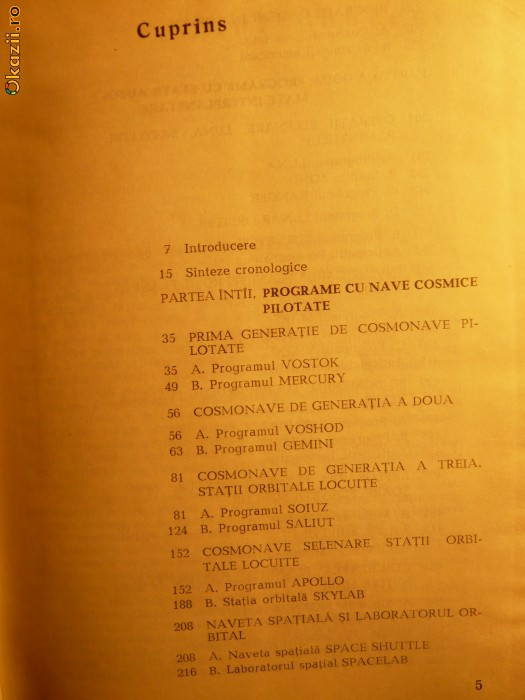 Okazii.ro
Cuprins
7 Introducere
15 Sinteze cronologice
PARTEA ÎNTÎI. PROGRAME CU NAVE COSMICE
PILOTATE
35 PRIMA GENERAȚIE DE COSMONAVE PI-
LOTATE
35 A. Programul VOSTOK
49 B. Programul MERCURY
56 COSMONAVE DE GENERAȚIA A DOUA
56 A. Programul VOSHOD
63 B. Programul GEMINI
81 COSMONAVE DE GENERAȚIA A TREIA.
STAȚII ORBITALE LOCUITE
81 A. Programul SOIUZ
124 B. Programul SALIUT
152 COSMONAVE SELENARE. STAȚII ORBI-
TALE LOCUITE
152 A. Programul APOLLO
188 B. Stația orbitală SKYLAB
208 NAVETA SPAȚIALĂ ȘI LABORATORUL OR-
BITAL
208 A. Naveta spațială SPACE SHUTTLE
216 B. Laboratorul spațial SPACELAB
5